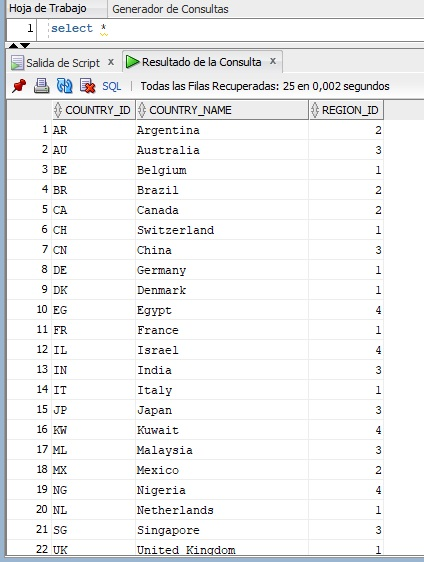 Hoja de Trabajo Generador de Consultas
1 select *
Salida de Script x Resultado de la Consulta x
SQL | Todas las Filas Recuperadas: 25 en 0,002 segundos
COUNTRY_ID COUNTRY_NAME REGION_ID
1 AR Argentina 2
2 AU Australia 3
3 BE Belgium 1
4 BR Brazil 2
5 CA Canada 2
6 CH Switzerland 1
7 CN China 3
8 DE Germany 1
9 DK Denmark 1
10 EG Egypt 4
11 FR France 1
12 IL Israel 4
13 IN India 3
14 IT Italy 1
15 JP Japan 3
16 KW Kuwait 4
17 ML Malaysia 3
18 MX Mexico 2
19 NG Nigeria 4
20 NL Netherlands 1
21 SG Singapore 3
22 UK United Kingdom 1